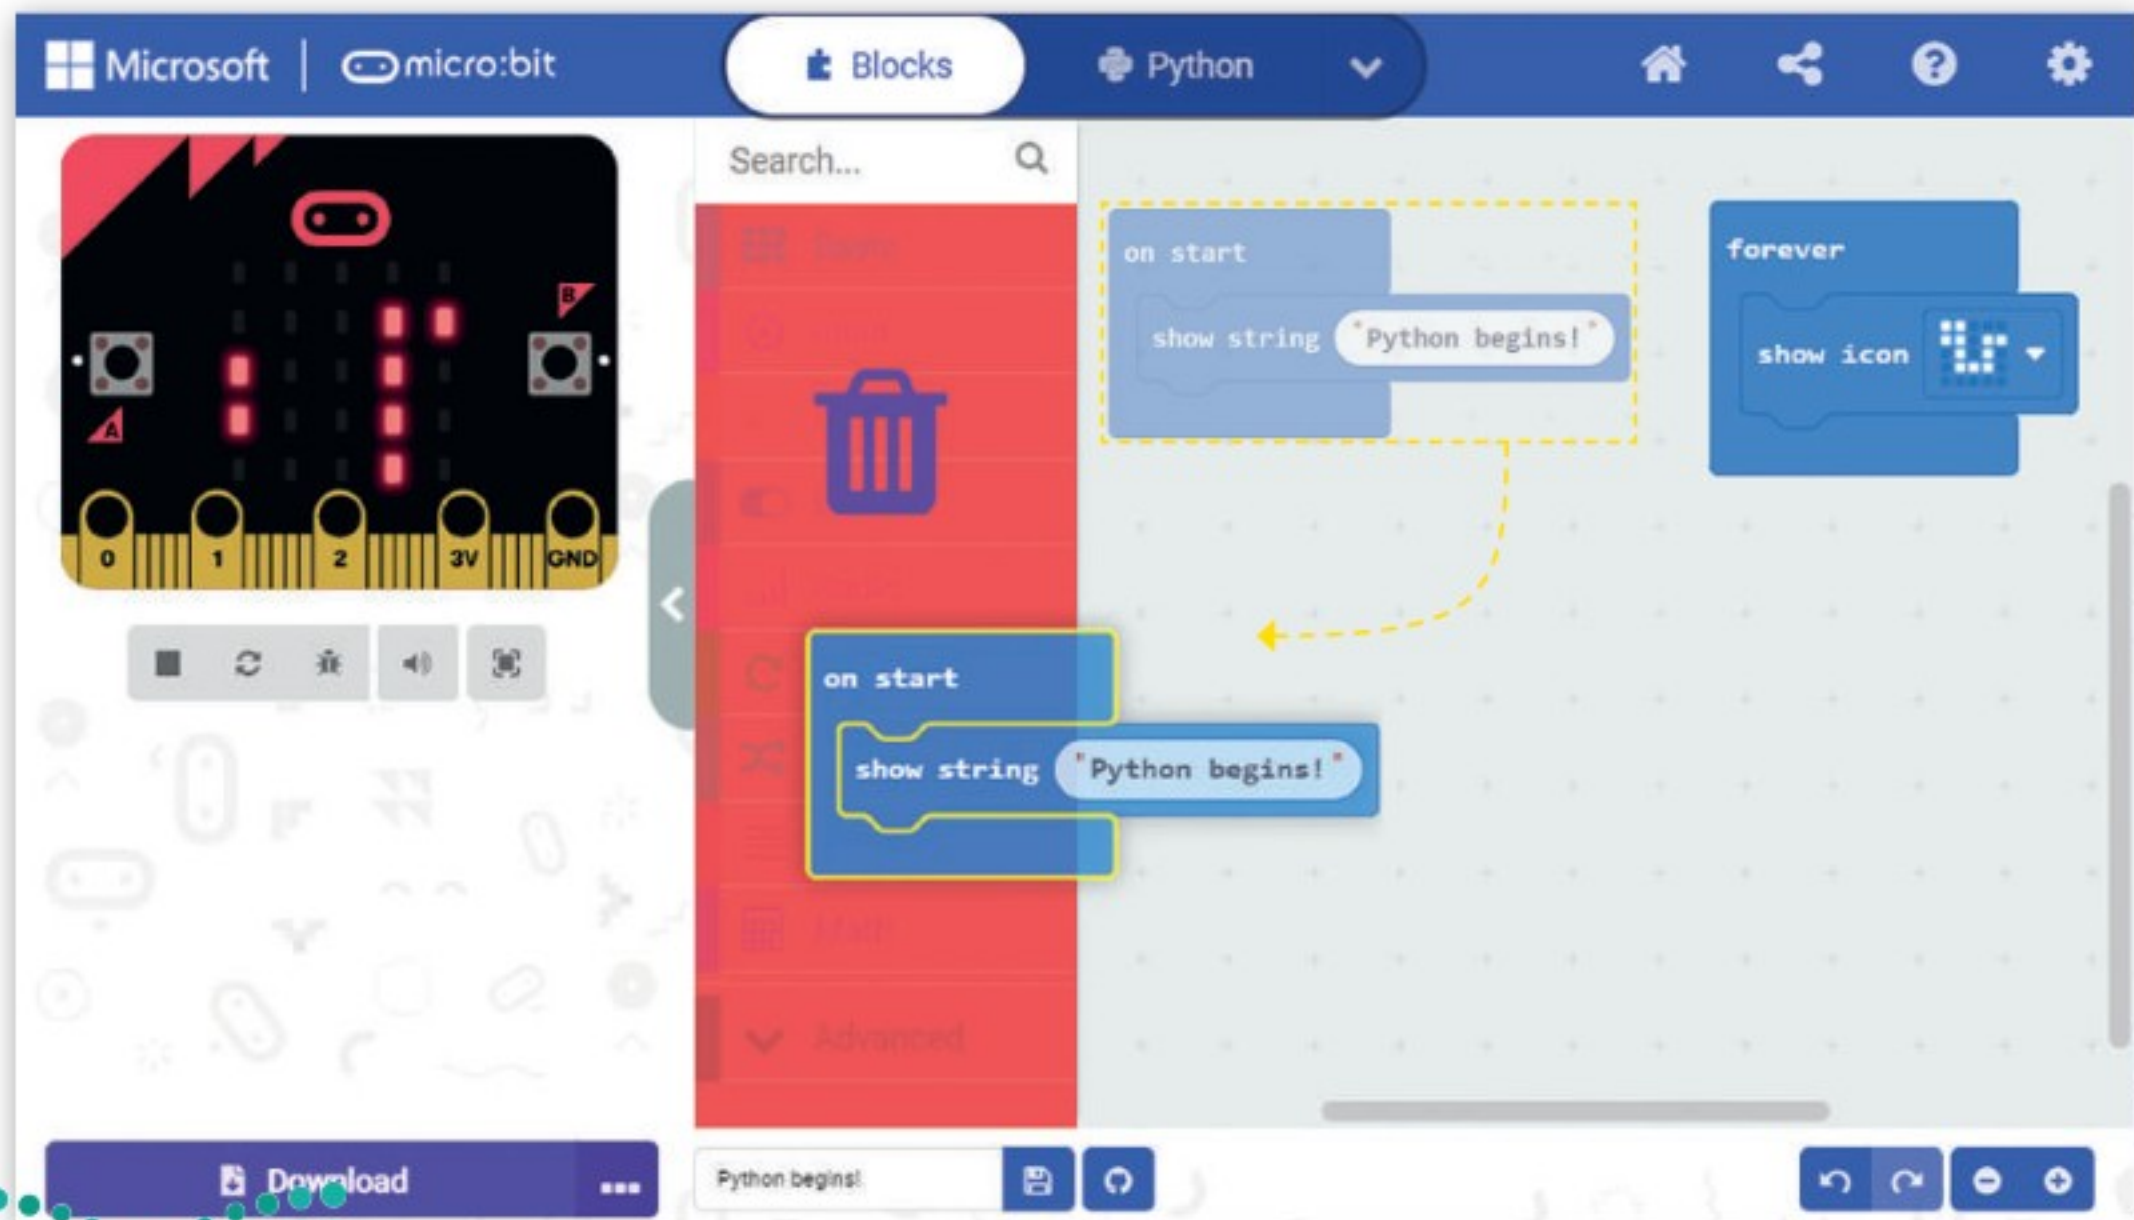 Microsoft | micro:bit
Blocks
Python
Search...
B
A
0 1 2 3V GND
on start
show string "Python begins!"
forever
show icon
on start
show string "Python begins!"
Math
Advanced
Download
Python begins!